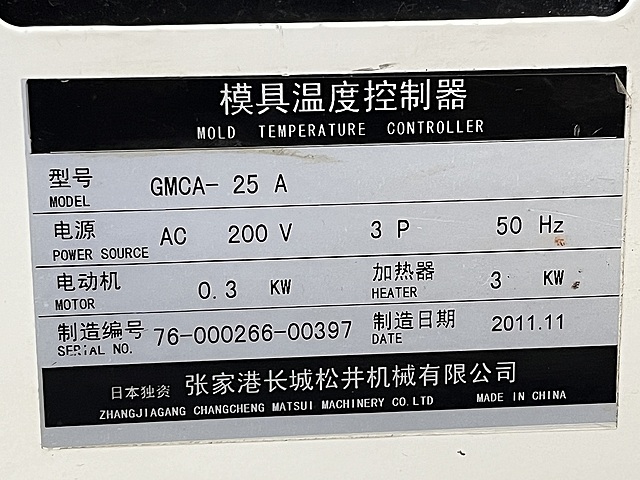 模具温度控制器
MOLD TEMPERATURE CONTROLLER
型号 GMCA- 25 A
MODEL
电源 AC 200 V 3 P 50 Hz
POWER SOURCE
电动机 0.3 KW 加热器 3 KW
MOTOR HEATER
制造编号 76-000266-00397 制造日期 2011.11
SERIAL NO. DATE
日本独资 张家港长城松井机械有限公司
ZHANGJIAGANG CHANGCHENG MATSUI MACHINERY CO.LTD MADE IN CHINA